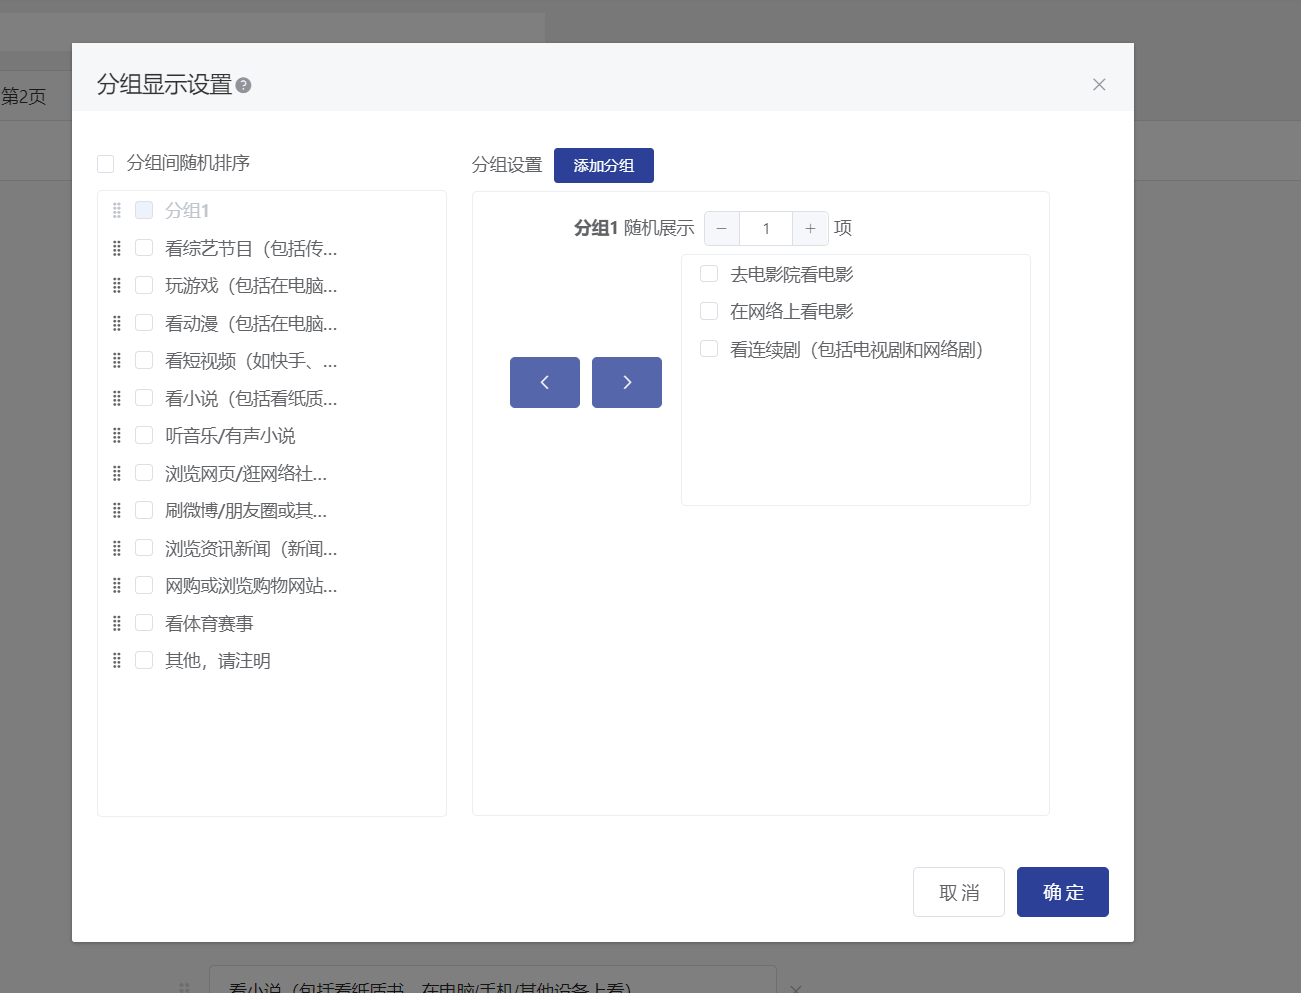 第2页
分组显示设置
分组间随机排序
分组设置 添加分组
分组1
看综艺节目（包括传...
玩游戏（包括在电脑...
看动漫（包括在电脑...
看短视频（如快手、...
看小说（包括看纸质...
听音乐/有声小说
浏览网页/逛网络社...
刷微博/朋友圈或其...
浏览资讯新闻（新闻...
网购或浏览购物网站...
看体育赛事
其他，请注明
分组1 随机展示 － 1 + 项
去电影院看电影
在网络上看电影
看连续剧（包括电视剧和网络剧）
取消 确定
看小说（包括看纸质书、在电脑/手机/其他设备上看）